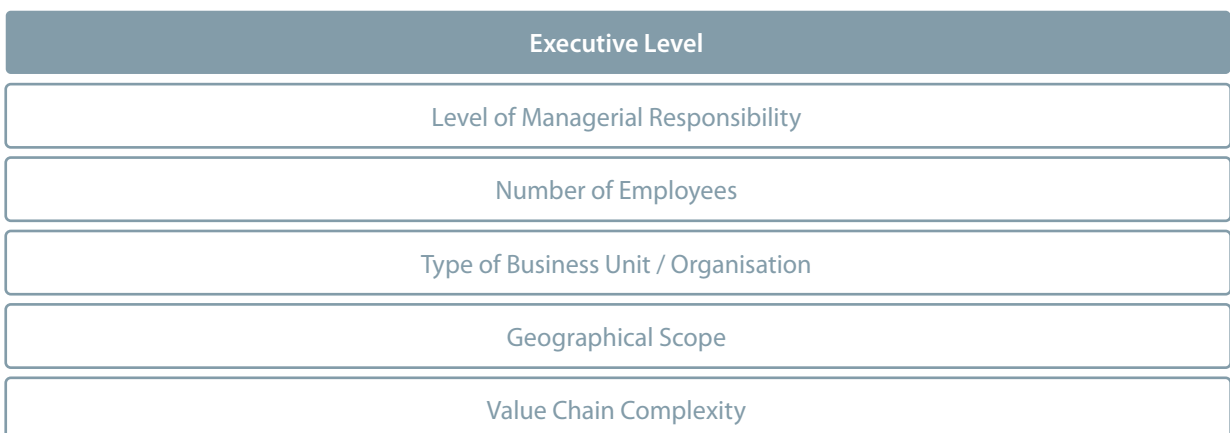 Executive Level
Level of Managerial Responsibility
Number of Employees
Type of Business Unit / Organisation
Geographical Scope
Value Chain Complexity